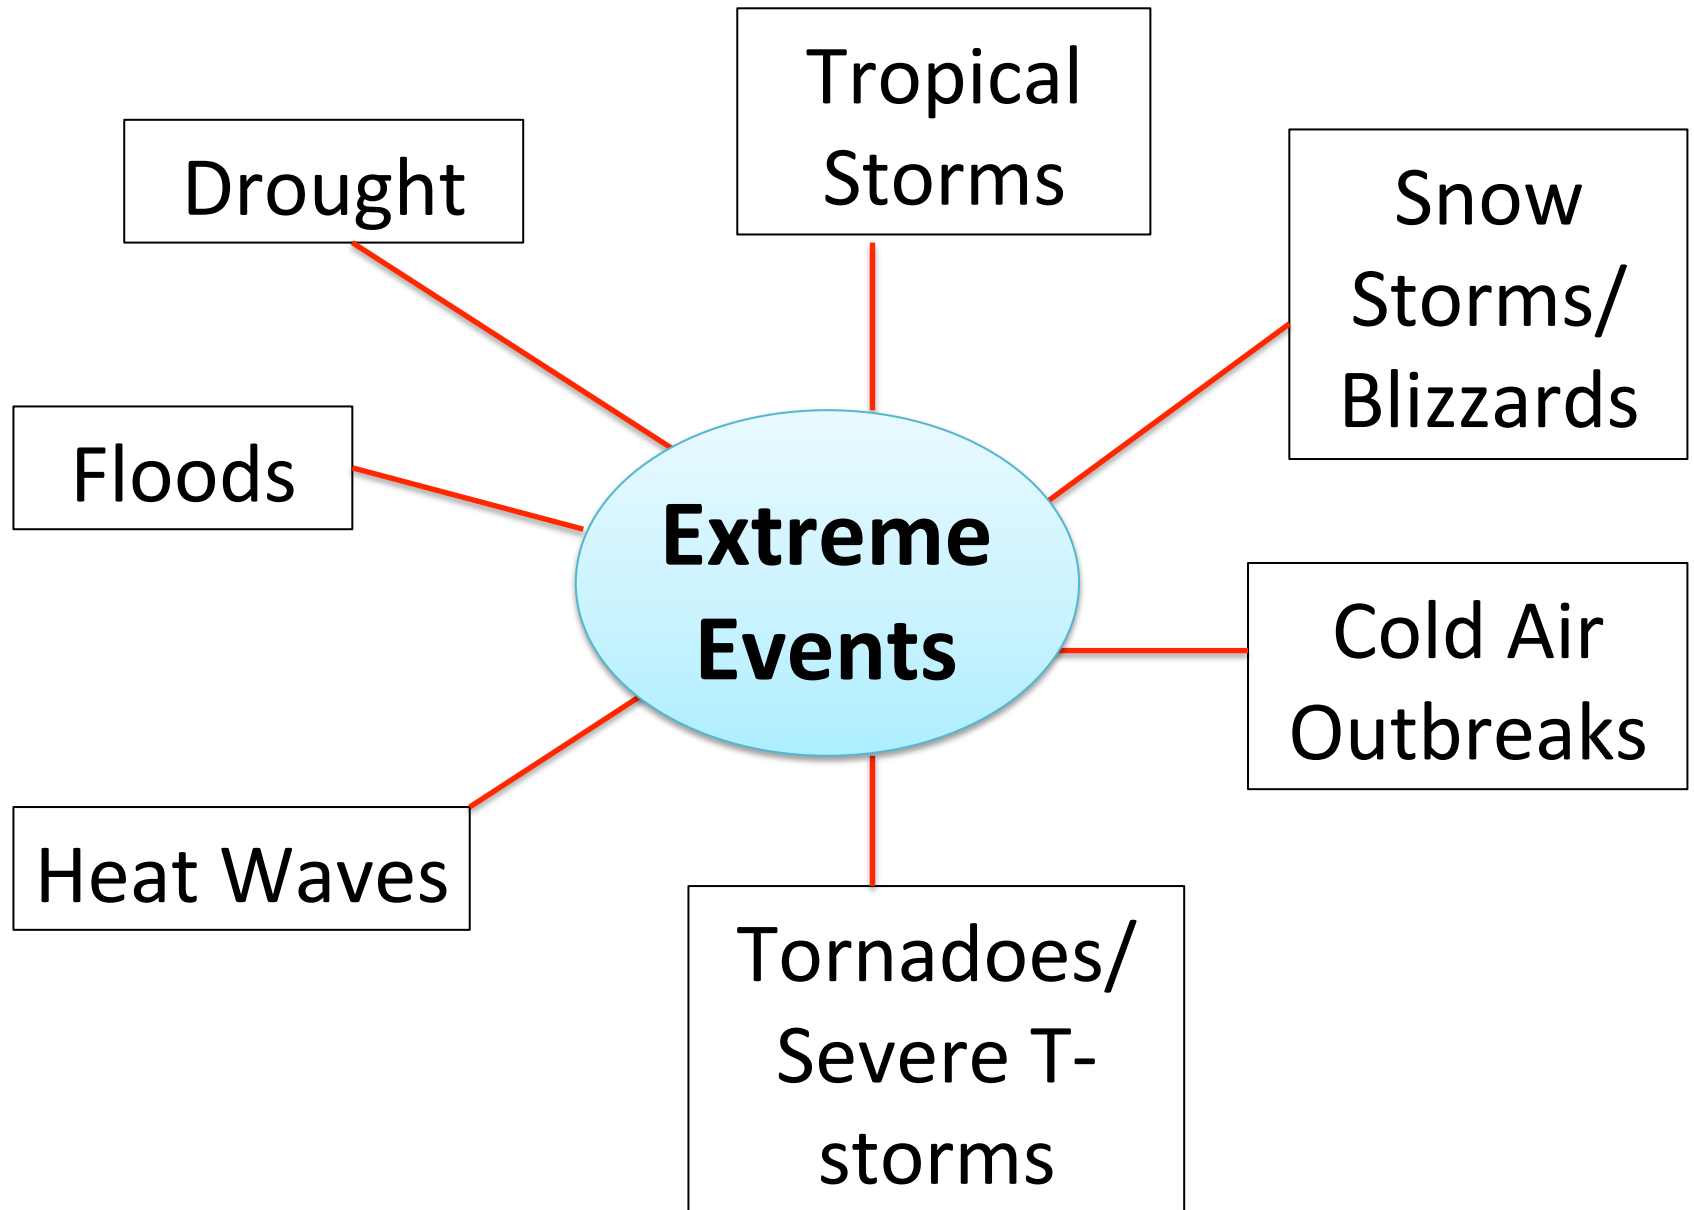 Tropical
Storms
Drought
Snow
Storms/
Blizzards
Floods
Extreme
Events
Cold Air
Outbreaks
Heat Waves
Tornadoes/
Severe T-
storms